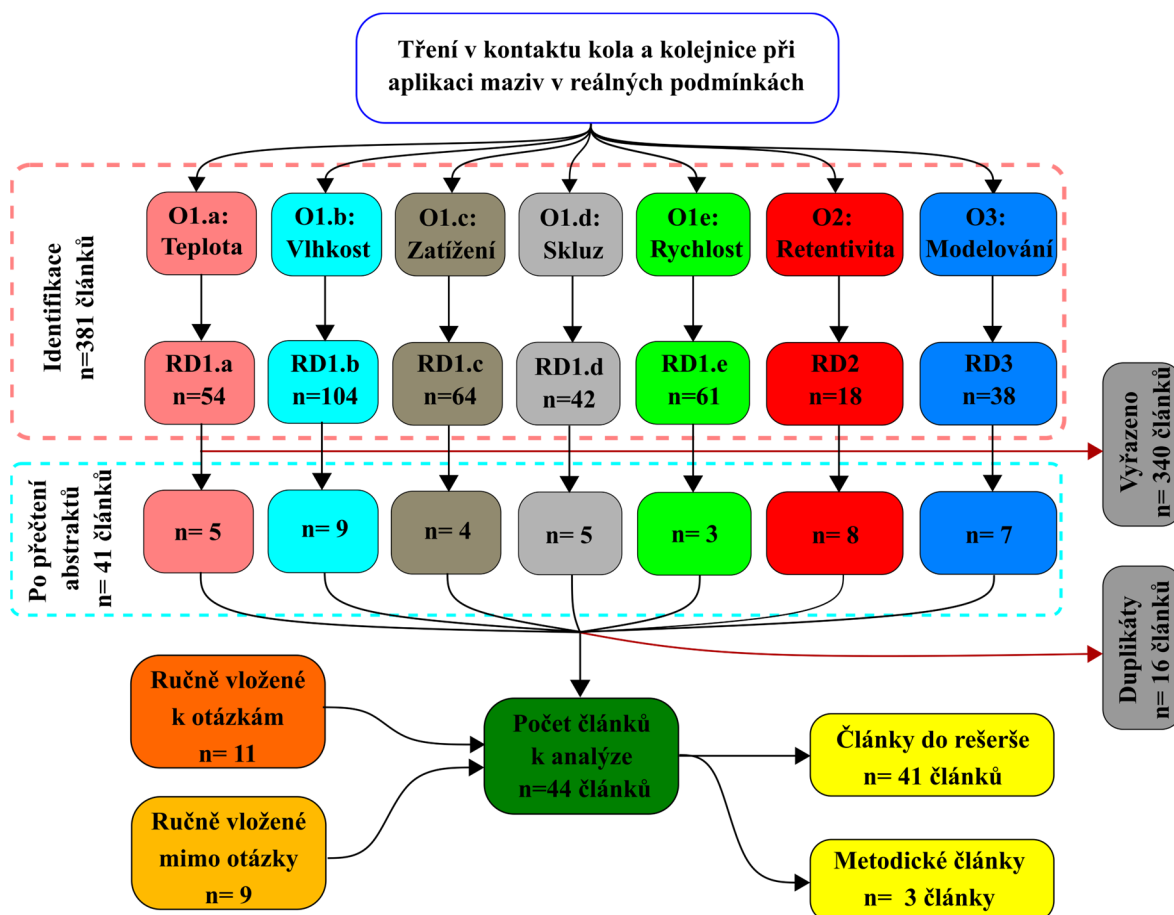 Tření v kontaktu kola a kolejnice při
aplikaci maziv v reálných podmínkách
Identifikace
n=381 článků
O1.a:
Teplota
O1.b:
Vlhkost
O1.c:
Zatížení
O1.d:
Skluz
O1e:
Rychlost
O2:
Retentivita
O3:
Modelování
RD1.a
n=54
RD1.b
n=104
RD1.c
n=64
RD1.d
n=42
RD1.e
n=61
RD2
n=18
RD3
n=38
Vyřazeno
n= 340 článků
Po přečtení
abstraktů
n= 41 článků
n= 5
n= 9
n= 4
n= 5
n= 3
n= 8
n= 7
Duplikáty
n= 16 článků
Ručně vložené
k otázkám
n= 11
Ručně vložené
mimo otázky
n= 9
Počet článků
k analýze
n=44 článků
Články do rešerše
n= 41 článků
Metodické články
n= 3 články